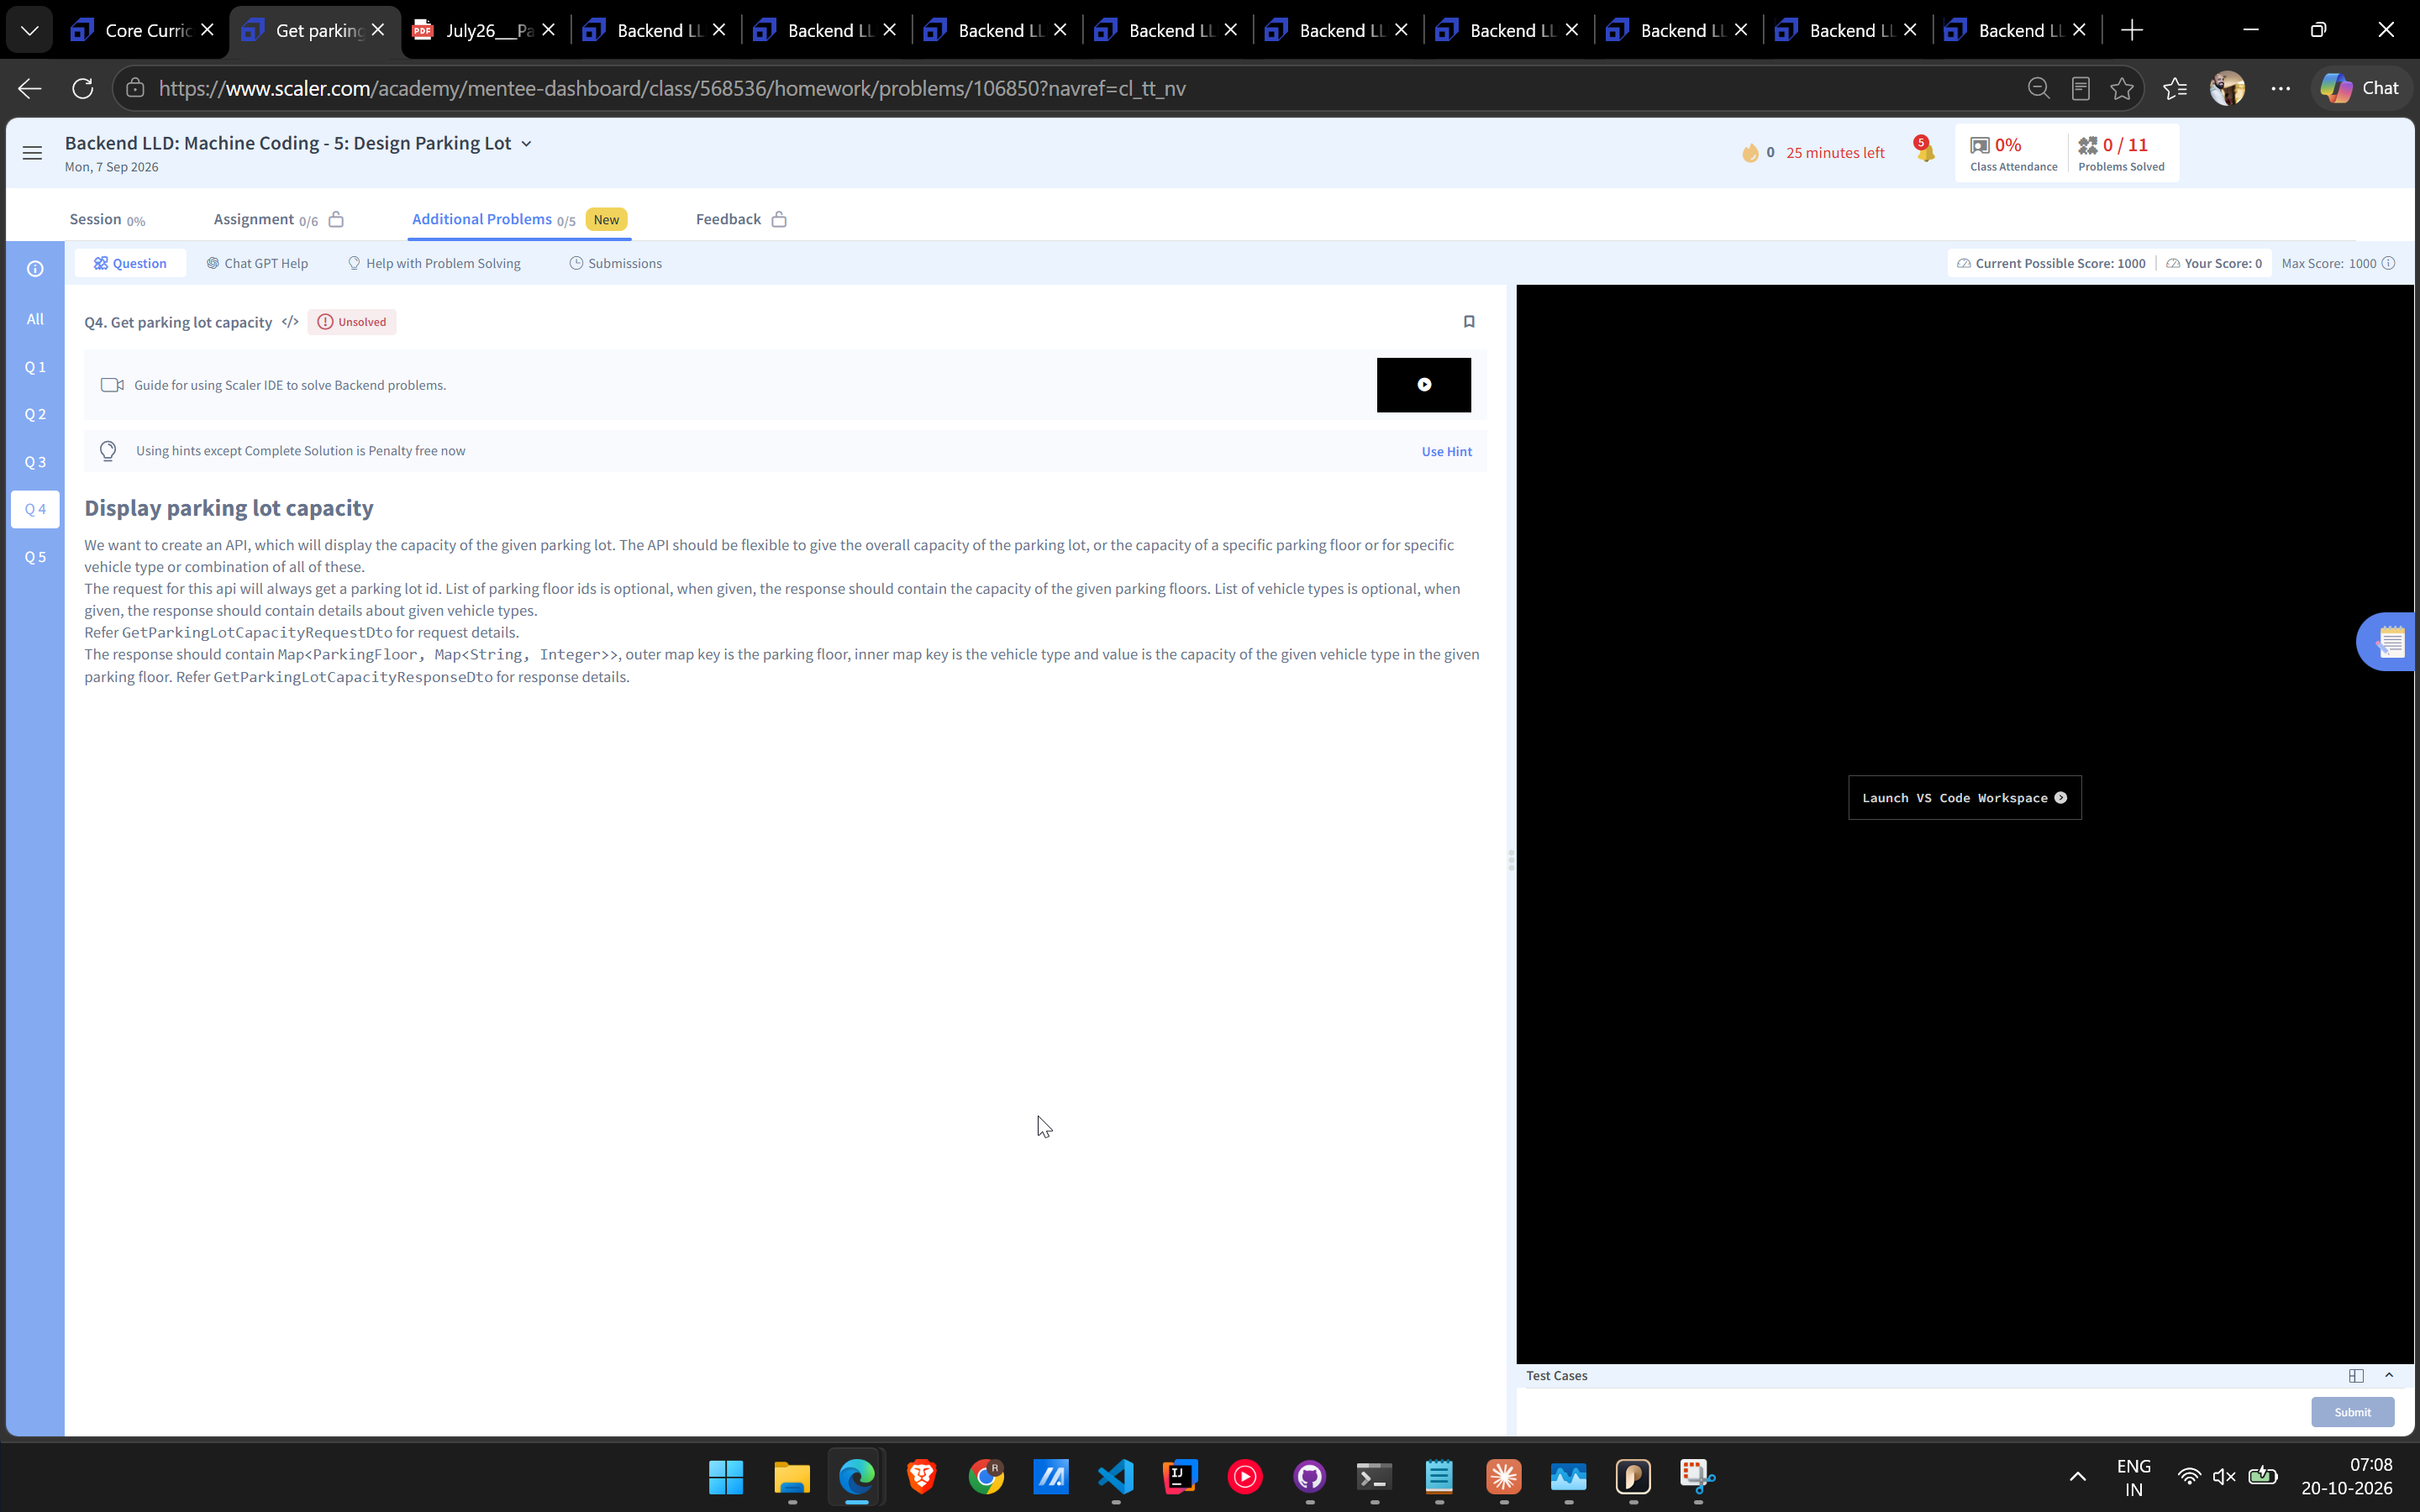 Core Curric
Get parking
July26__Pa
Backend LL
Backend LL
Backend LL
Backend LL
Backend LL
Backend LL
Backend LL
Backend LL
Backend LL
https://www.scaler.com/academy/mentee-dashboard/class/568536/homework/problems/106850?navref=cl_tt_nv
Chat
Backend LLD: Machine Coding - 5: Design Parking Lot
Mon, 7 Sep 2026
0
25 minutes left
5
0%
Class Attendance
0 / 11
Problems Solved
Session 0%
Assignment 0/6
Additional Problems 0/5 New
Feedback
Question
Chat GPT Help
Help with Problem Solving
Submissions
Current Possible Score: 1000
Your Score: 0
Max Score: 1000
All
Q 1
Q 2
Q 3
Q 4
Q 5
Q4. Get parking lot capacity </> Unsolved
Guide for using Scaler IDE to solve Backend problems.
Using hints except Complete Solution is Penalty free now
Use Hint
Display parking lot capacity
We want to create an API, which will display the capacity of the given parking lot. The API should be flexible to give the overall capacity of the parking lot, or the capacity of a specific parking floor or for specific
vehicle type or combination of all of these.
The request for this api will always get a parking lot id. List of parking floor ids is optional, when given, the response should contain the capacity of the given parking floors. List of vehicle types is optional, when
given, the response should contain details about given vehicle types.
Refer GetParkingLotCapacityRequestDto for request details.
The response should contain Map<ParkingFloor, Map<String, Integer>>, outer map key is the parking floor, inner map key is the vehicle type and value is the capacity of the given vehicle type in the given
parking floor. Refer GetParkingLotCapacityResponseDto for response details.
Launch VS Code Workspace
Test Cases
Submit
ENG
IN
07:08
20-10-2026